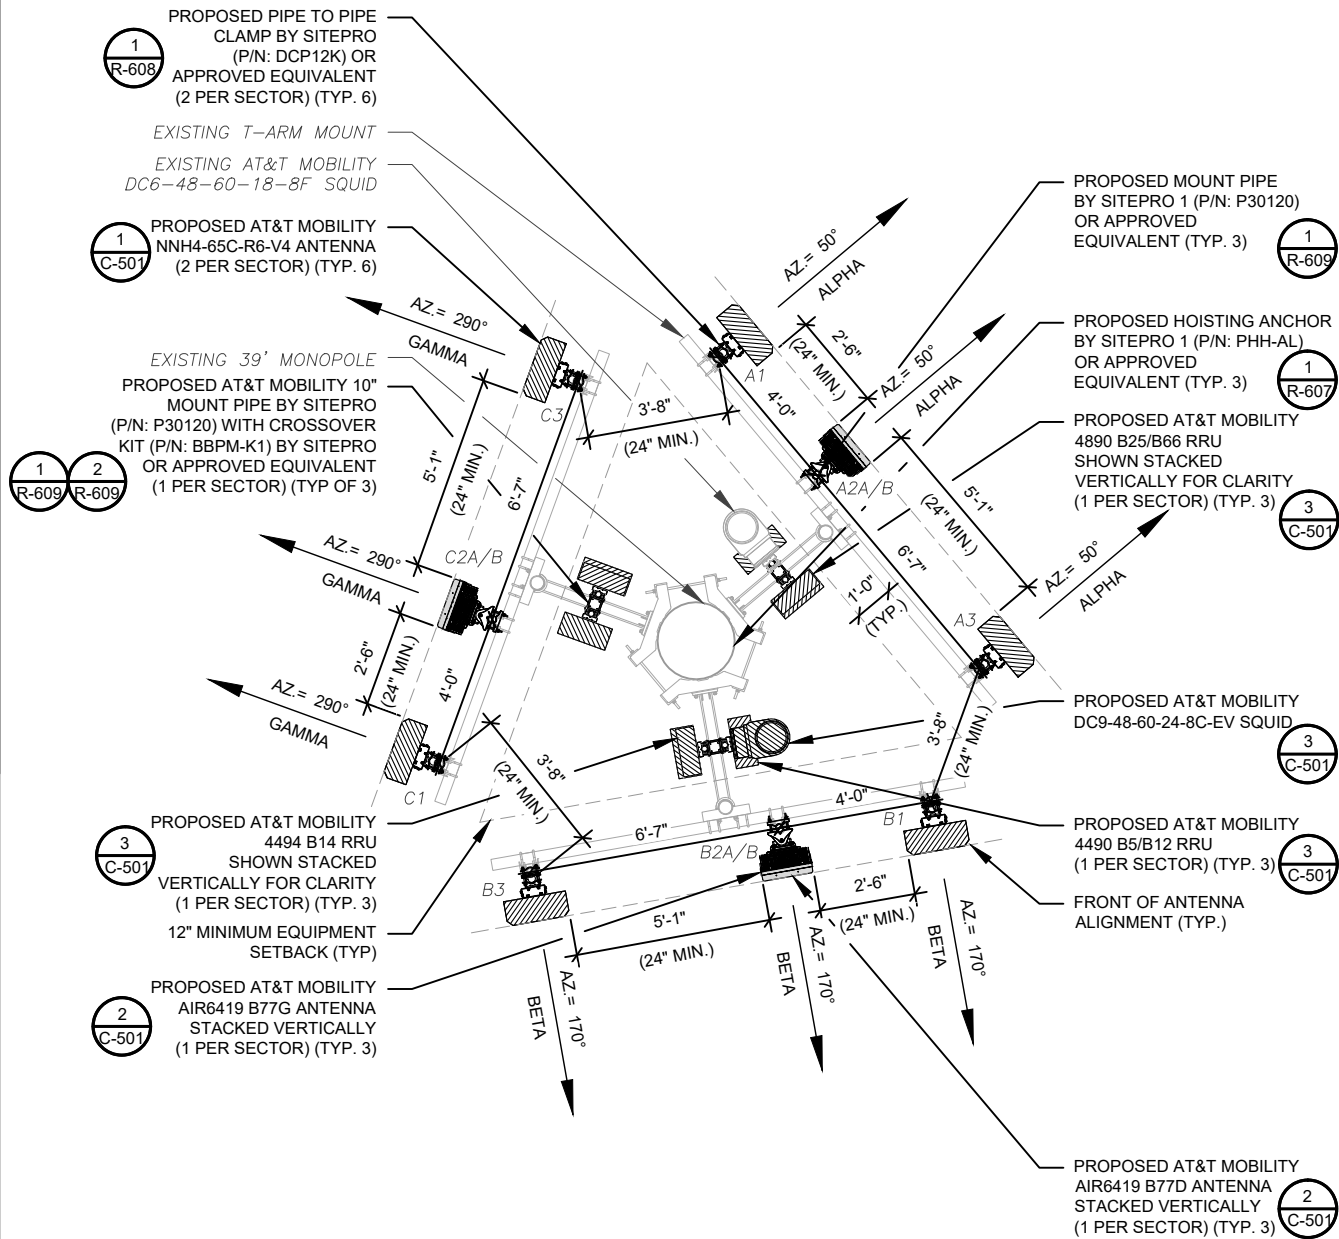 PROPOSED PIPE TO PIPE
CLAMP BY SITEPRO
(P/N: DCP12K) OR
APPROVED EQUIVALENT
(2 PER SECTOR) (TYP. 6)
1
R-608
EXISTING T-ARM MOUNT
EXISTING AT&T MOBILITY
DC6-48-60-18-8F SQUID
PROPOSED AT&T MOBILITY
NNH4-65C-R6-V4 ANTENNA
(2 PER SECTOR) (TYP. 6)
1
C-501
EXISTING 39' MONOPOLE
PROPOSED AT&T MOBILITY 10"
MOUNT PIPE BY SITEPRO
(P/N: P30120) WITH CROSSOVER
KIT (P/N: BBPM-K1) BY SITEPRO
OR APPROVED EQUIVALENT
(1 PER SECTOR) (TYP OF 3)
1
R-609
2
R-609
PROPOSED AT&T MOBILITY
4494 B14 RRU
SHOWN STACKED
VERTICALLY FOR CLARITY
(1 PER SECTOR) (TYP. 3)
3
C-501
12" MINIMUM EQUIPMENT
SETBACK (TYP)
PROPOSED AT&T MOBILITY
AIR6419 B77G ANTENNA
STACKED VERTICALLY
(1 PER SECTOR) (TYP. 3)
2
C-501
PROPOSED MOUNT PIPE
BY SITEPRO 1 (P/N: P30120)
OR APPROVED
EQUIVALENT (TYP. 3)
1
R-609
PROPOSED HOISTING ANCHOR
BY SITEPRO 1 (P/N: PHH-AL)
OR APPROVED
EQUIVALENT (TYP. 3)
1
R-607
PROPOSED AT&T MOBILITY
4890 B25/B66 RRU
SHOWN STACKED
VERTICALLY FOR CLARITY
(1 PER SECTOR) (TYP. 3)
3
C-501
PROPOSED AT&T MOBILITY
DC9-48-60-24-8C-EV SQUID
3
C-501
PROPOSED AT&T MOBILITY
4490 B5/B12 RRU
(1 PER SECTOR) (TYP. 3)
3
C-501
FRONT OF ANTENNA
ALIGNMENT (TYP.)
PROPOSED AT&T MOBILITY
AIR6419 B77D ANTENNA
STACKED VERTICALLY
(1 PER SECTOR) (TYP. 3)
2
C-501
AZ.= 50°
ALPHA
AZ.= 50°
ALPHA
AZ.= 50°
ALPHA
A1
A2A/B
A3
2'-6"
(24" MIN.)
4'-0"
5'-1"
(24" MIN.)
6'-7"
1'-0"
(TYP.)
3'-8"
(24" MIN.)
AZ.= 290°
GAMMA
AZ.= 290°
GAMMA
AZ.= 290°
GAMMA
C3
C2A/B
C1
5'-1"
(24" MIN.)
6'-7"
2'-6"
(24" MIN.)
4'-0"
3'-8"
(24" MIN.)
3'-8"
(24" MIN.)
B3
B2A/B
B1
6'-7"
4'-0"
5'-1"
(24" MIN.)
2'-6"
(24" MIN.)
AZ.= 170°
BETA
AZ.= 170°
BETA
AZ.= 170°
BETA